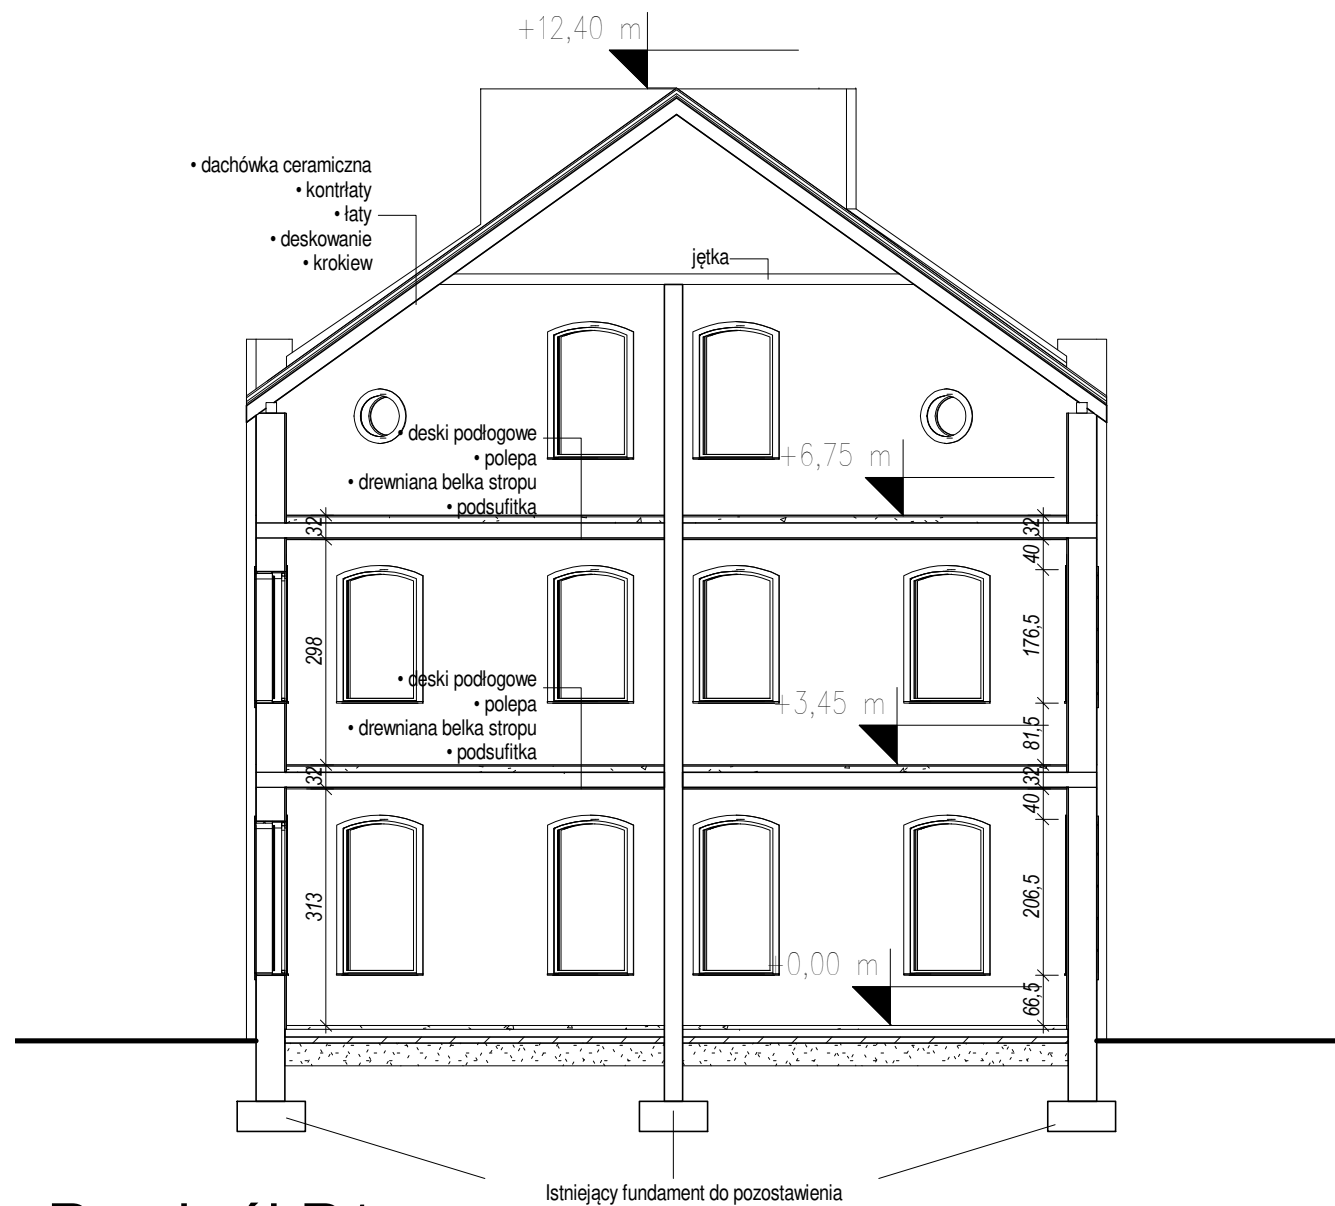 +12,40 m
• dachówka ceramiczna
• kontrłaty
• łaty
• deskowanie
• krokiew
jętka
• deski podłogowe
• polepa
• drewniana belka stropu
• podsufitka
+6,75 m
32
32
40
298
176,5
• deski podłogowe
• polepa
• drewniana belka stropu
• podsufitka
+3,45 m
81,5
32
32
40
313
206,5
+0,00 m
66,5
Istniejący fundament do pozostawienia